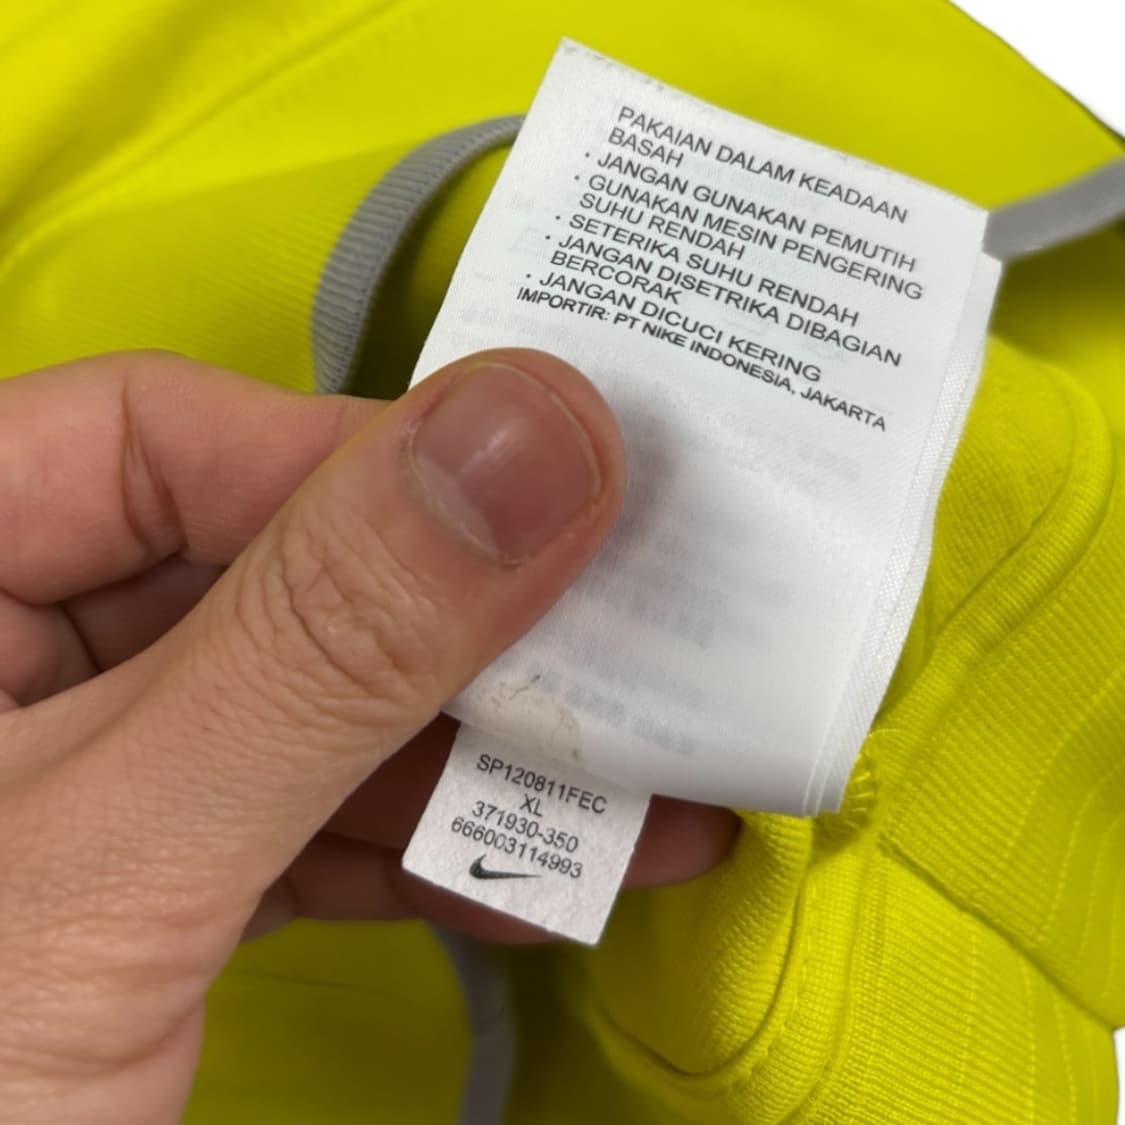 PAKAIAN DALAM KEADAAN
BASAH
· JANGAN GUNAKAN PEMUTIH
· GUNAKAN MESIN PENGERING
SUHU RENDAH
· SETERIKA SUHU RENDAH
· JANGAN DISETRIKA DIBAGIAN
BERCORAK
· JANGAN DICUCI KERING
IMPORTIR: PT NIKE INDONESIA, JAKARTA
SP120811FEC
XL
371930-350
666003114993